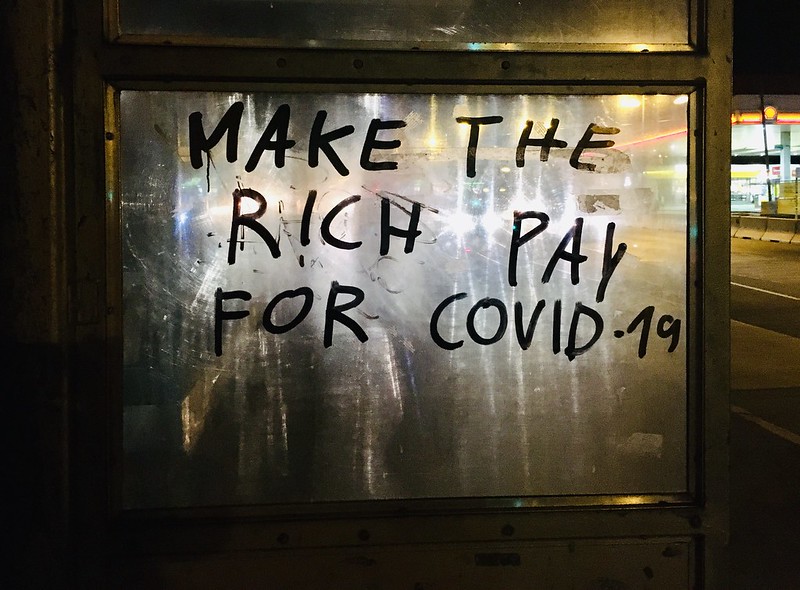 MAKE THE
RICH PAY
FOR COVID-19